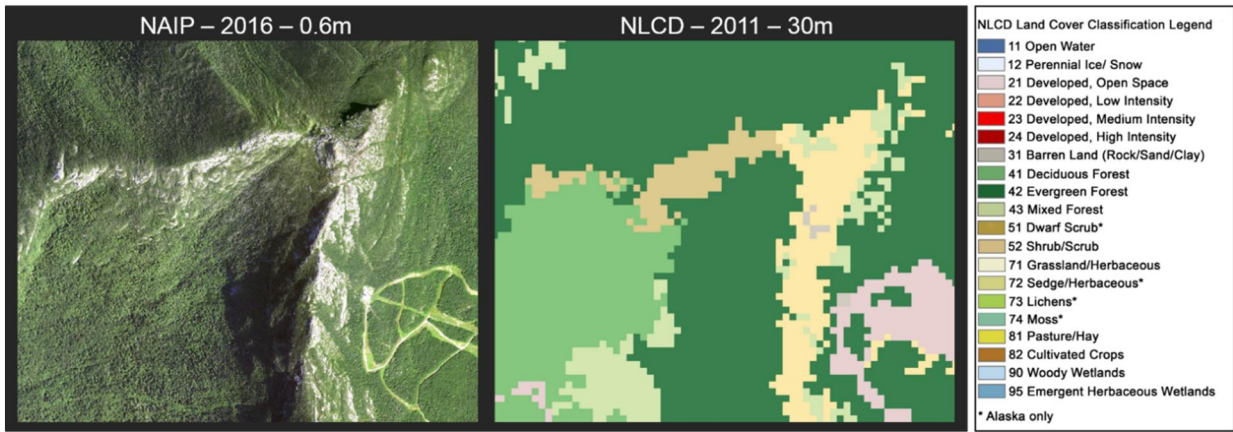 NAIP – 2016 – 0.6m
NLCD – 2011 – 30m
NLCD Land Cover Classification Legend
11 Open Water
12 Perennial Ice/ Snow
21 Developed, Open Space
22 Developed, Low Intensity
23 Developed, Medium Intensity
24 Developed, High Intensity
31 Barren Land (Rock/Sand/Clay)
41 Deciduous Forest
42 Evergreen Forest
43 Mixed Forest
51 Dwarf Scrub*
52 Shrub/Scrub
71 Grassland/Herbaceous
72 Sedge/Herbaceous*
73 Lichens*
74 Moss*
81 Pasture/Hay
82 Cultivated Crops
90 Woody Wetlands
95 Emergent Herbaceous Wetlands
* Alaska only